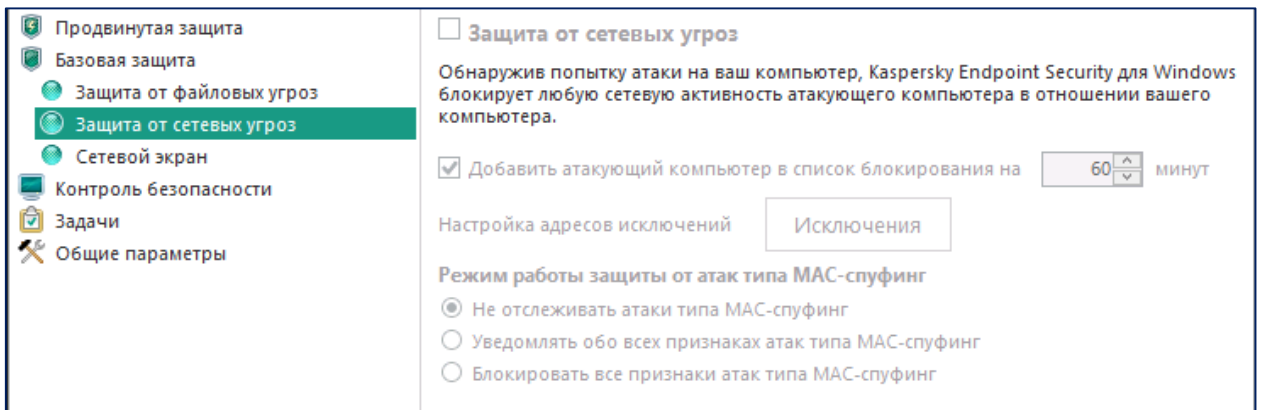 Продвинутая защита
Базовая защита
Защита от файловых угроз
Защита от сетевых угроз
Сетевой экран
Контроль безопасности
Задачи
Общие параметры
Защита от сетевых угроз
Обнаружив попытку атаки на ваш компьютер, Kaspersky Endpoint Security для Windows
блокирует любую сетевую активность атакующего компьютера в отношении вашего
компьютера.
Добавить атакующий компьютер в список блокирования на 60 минут
Настройка адресов исключений Исключения
Режим работы защиты от атак типа MAC-спуфинг
Не отслеживать атаки типа MAC-спуфинг
Уведомлять обо всех признаках атак типа MAC-спуфинг
Блокировать все признаки атак типа MAC-спуфинг